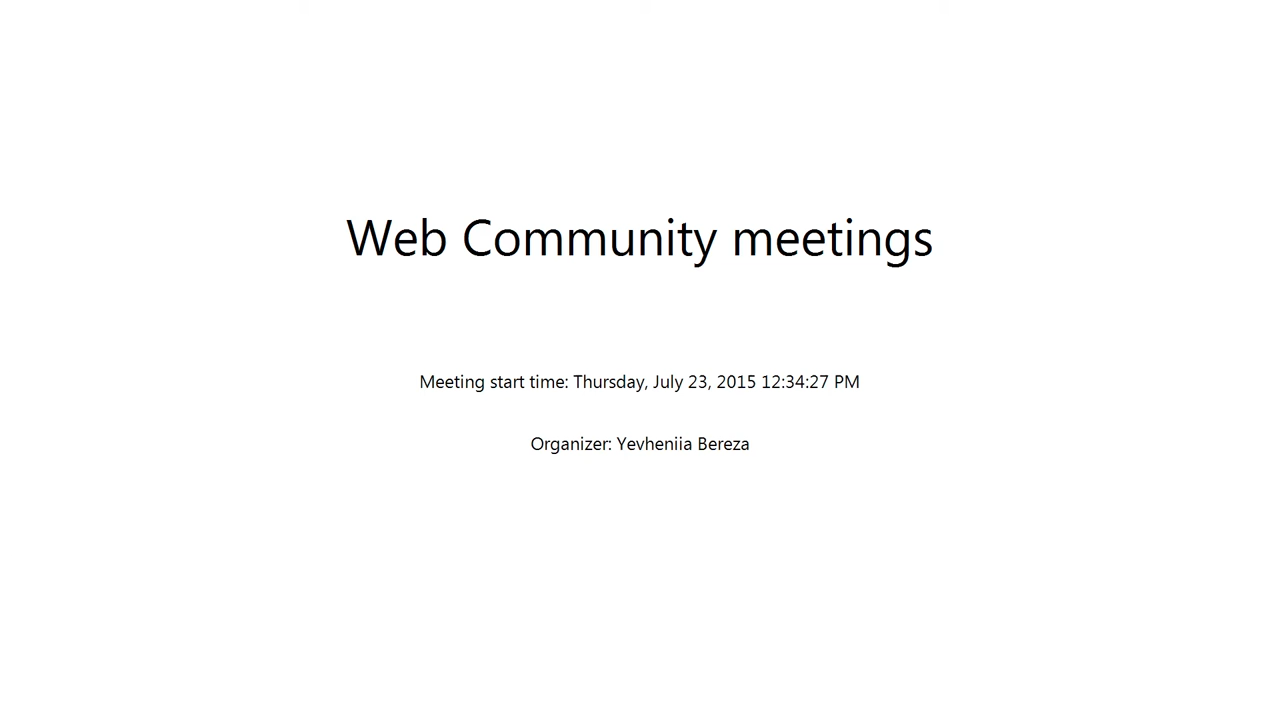 Web Community meetings
Meeting start time: Thursday, July 23, 2015 12:34:27 PM
Organizer: Yevheniia Bereza